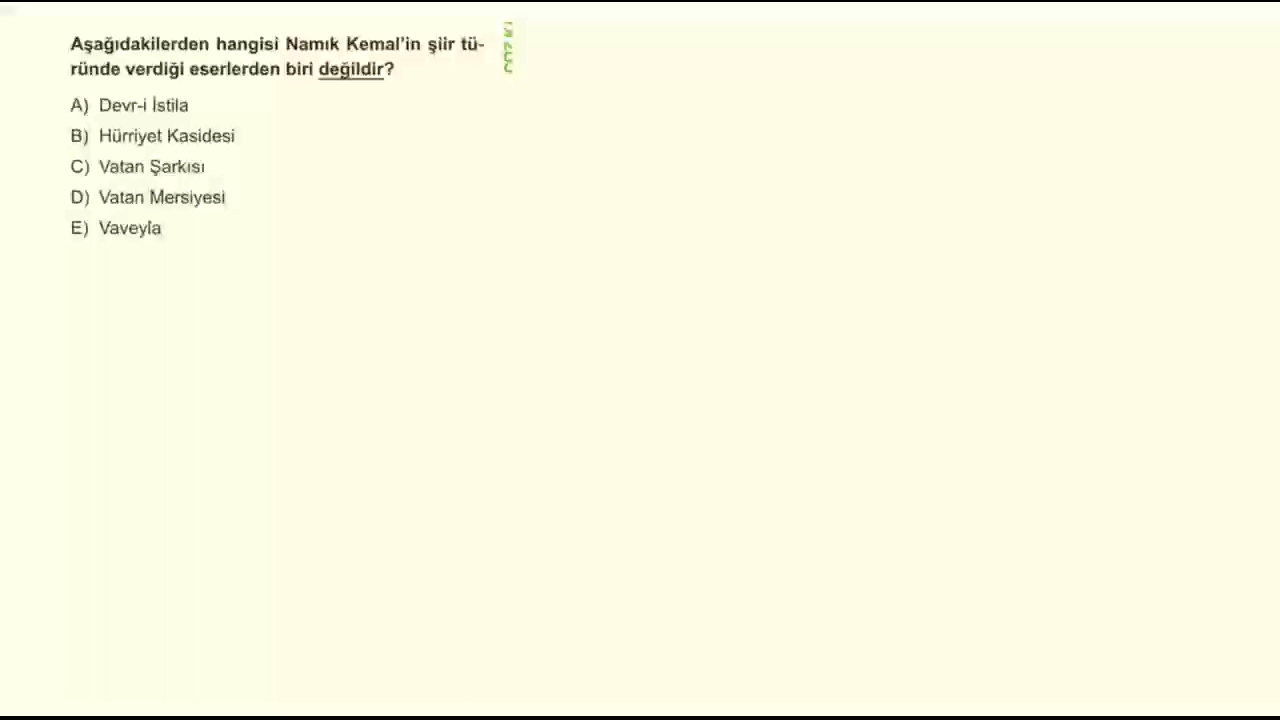 Aşağıdakilerden hangisi Namık Kemal'in şiir tü-
ründe verdiği eserlerden biri değildir?
A) Devr-i İstila
B) Hürriyet Kasidesi
C) Vatan Şarkısı
D) Vatan Mersiyesi
E) Vaveyla